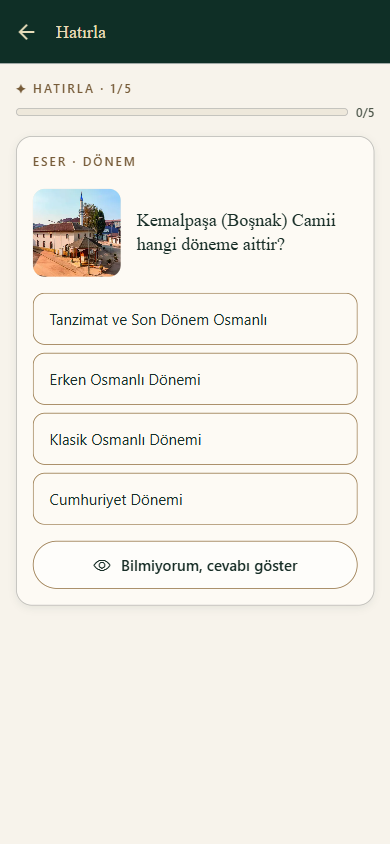 Hatırla
✦ HATIRLA · 1/5
0/5
ESER · DÖNEM
Kemalpaşa (Boşnak) Camii
hangi döneme aittir?
Tanzimat ve Son Dönem Osmanlı
Erken Osmanlı Dönemi
Klasik Osmanlı Dönemi
Cumhuriyet Dönemi
Bilmiyorum, cevabı göster